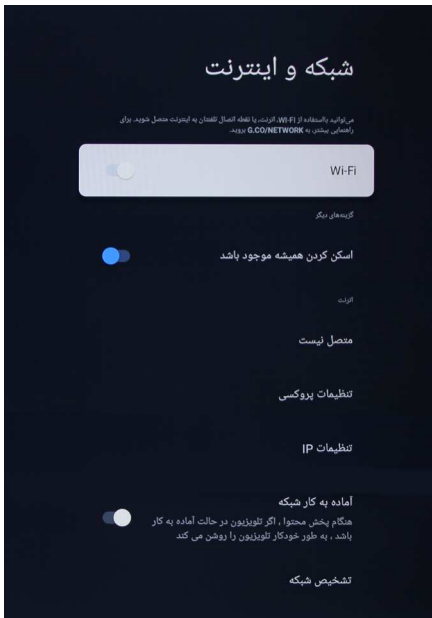 شبکه و اینترنت
می‌توانید بااستفاده از WI-FI، اترنت، یا نقطه اتصال تلفنتان به اینترنت متصل شوید. برای
راهنمایی بیشتر، به G.CO/NETWORK بروید.
Wi-Fi
گزینه‌های دیگر
اسکن کردن همیشه موجود باشد
اترنت
متصل نیست
تنظیمات پروکسی
تنظیمات IP
آماده به کار شبکه
هنگام پخش محتوا ، اگر تلویزیون در حالت آماده به کار
باشد ، به طور خودکار تلویزیون را روشن می کند
تشخیص شبکه